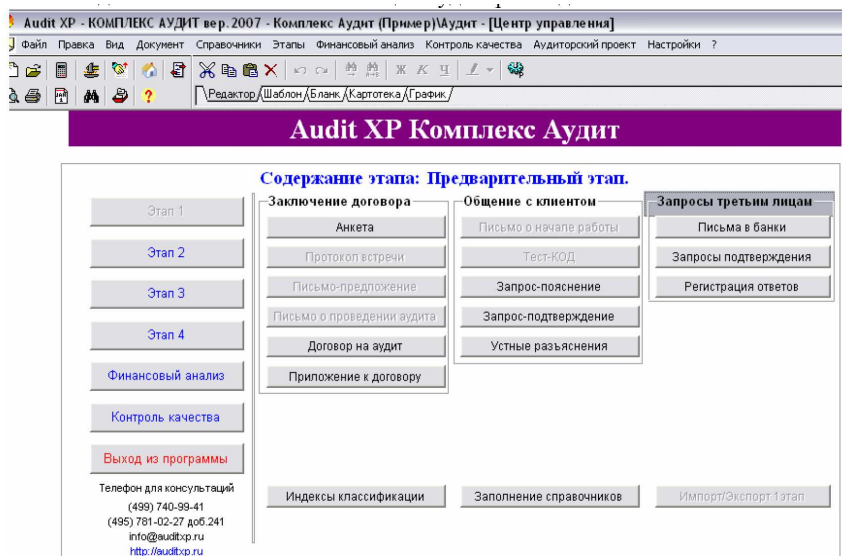 Audit XP - КОМПЛЕКС АУДИТ вер. 2007 - Комплекс Аудит (Пример)\Аудит - [Центр управления]
Файл Правка Вид Документ Справочники Этапы Финансовый анализ Контроль качества Аудиторский проект Настройки ?
Ж К Ч
Редактор Шаблон Бланк Картотека График
Audit XP Комплекс Аудит
Содержание этапа: Предварительный этап.
Этап 1
Этап 2
Этап 3
Этап 4
Финансовый анализ
Контроль качества
Выход из программы
Телефон для консультаций
(499) 740-99-41
(495) 781-02-27 доб.241
info@auditxp.ru
http://auditxp.ru
Заключение договора
Анкета
Протокол встречи
Письмо-предложение
Письмо о проведении аудита
Договор на аудит
Приложение к договору
Общение с клиентом
Письмо о начале работы
Тест-КОД
Запрос-пояснение
Запрос-подтверждение
Устные разъяснения
Запросы третьим лицам
Письма в банки
Запросы подтверждения
Регистрация ответов
Индексы классификации
Заполнение справочников
Импорт/Экспорт 1этап